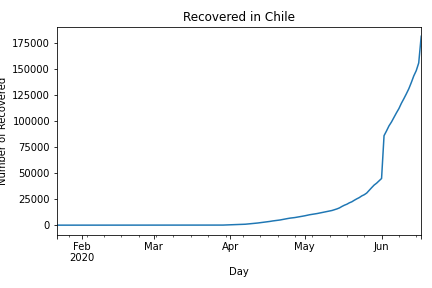 Recovered in Chile
Number of Recovered
175000
150000
125000
100000
75000
50000
25000
0
Feb
2020
Mar
Apr
May
Jun
Day